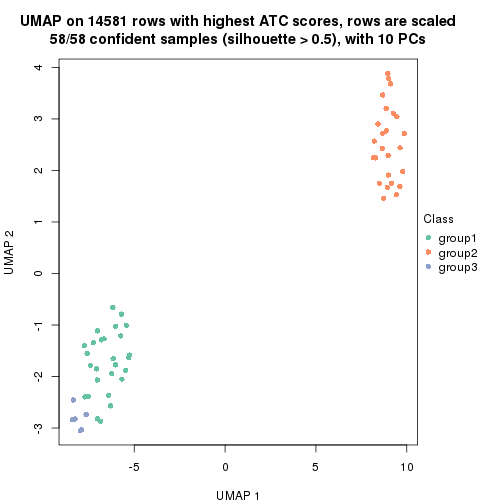 UMAP on 14581 rows with highest ATC scores, rows are scaled
58/58 confident samples (silhouette > 0.5), with 10 PCs
4
3
2
1
0
-1
-2
-3
UMAP 2
-5
0
5
10
UMAP 1
Class
group1
group2
group3